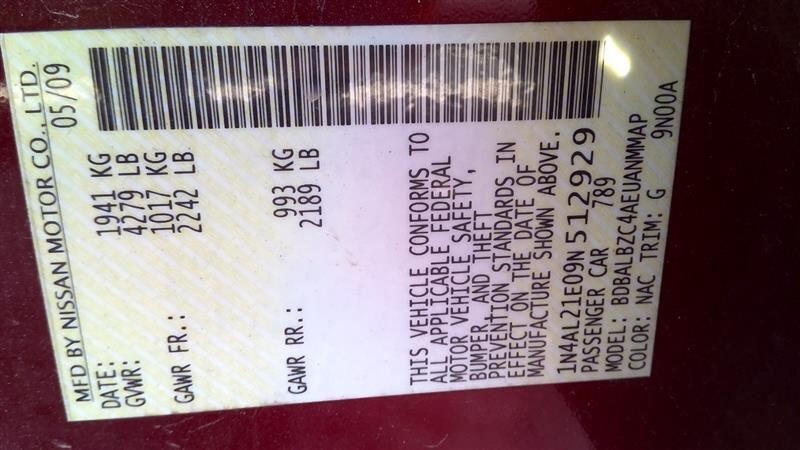 MFD BY NISSAN MOTOR CO., LTD.
DATE: 05/09
GVWR: 1941 KG
4279 LB
GAWR FR.: 1017 KG
2242 LB
GAWR RR.: 993 KG
2189 LB
THIS VEHICLE CONFORMS TO
ALL APPLICABLE FEDERAL
MOTOR VEHICLE SAFETY,
BUMPER, AND THEFT
PREVENTION STANDARDS IN
EFFECT ON THE DATE OF
MANUFACTURE SHOWN ABOVE.
1N4AL21E09N512929
PASSENGER CAR 789
MODEL: BDBALBZC4AEUANMMAP
COLOR: NAC TRIM: G 9N00A